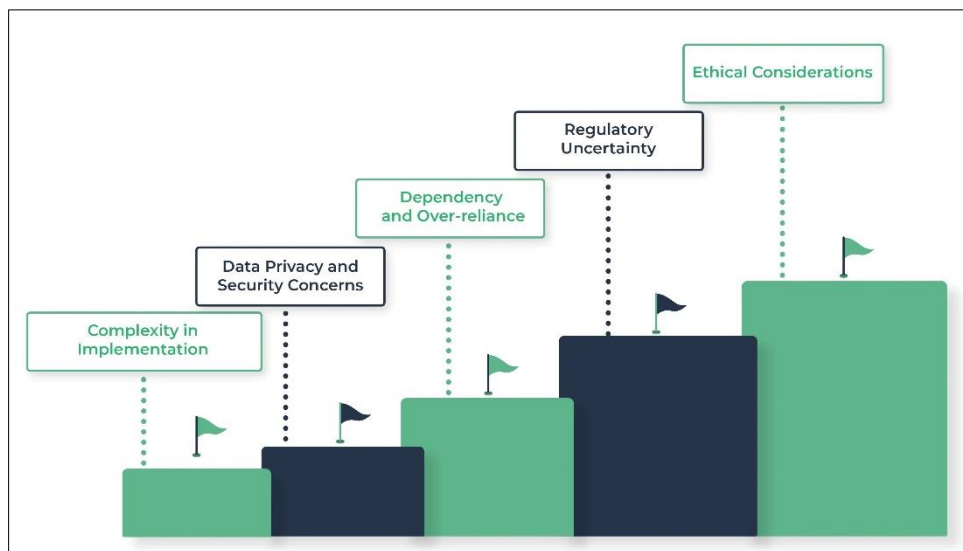 Ethical Considerations
Regulatory
Uncertainty
Dependency
and Over-reliance
Data Privacy and
Security Concerns
Complexity in
Implementation